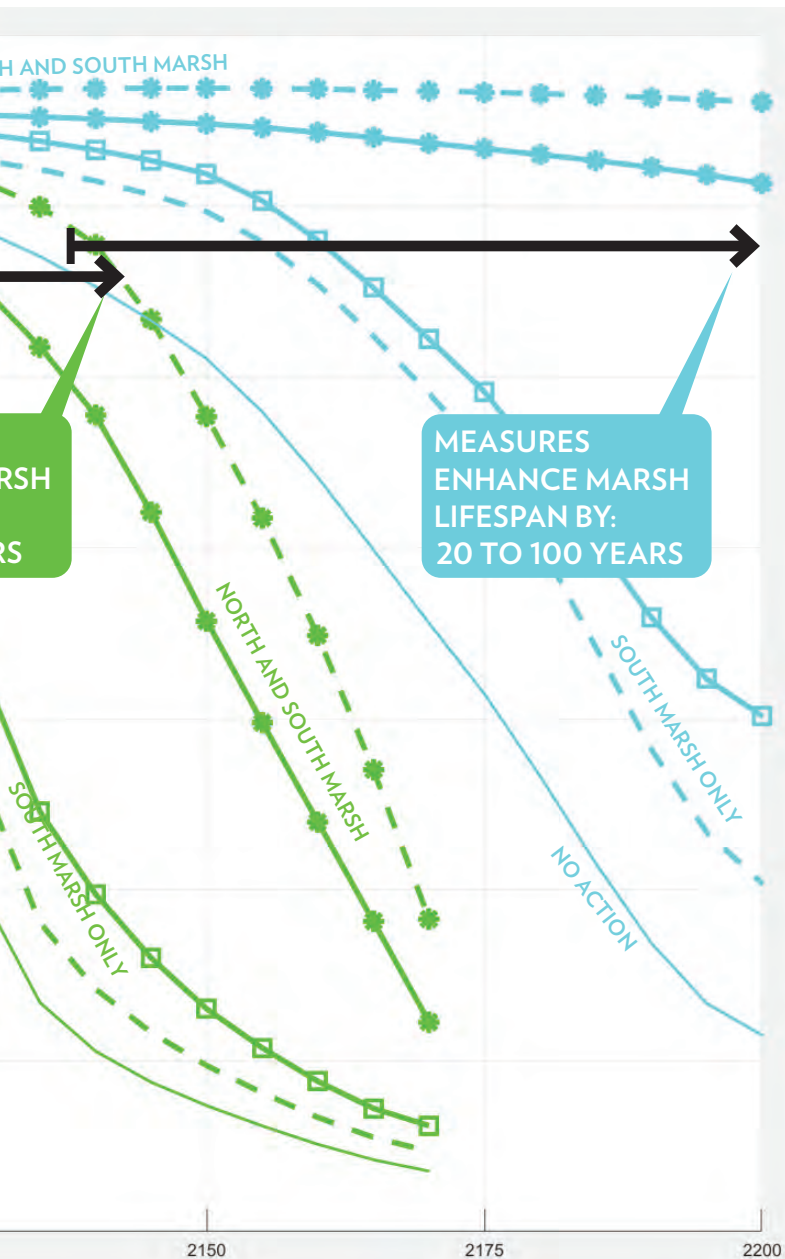 H AND SOUTH MARSH
RSH
RS
MEASURES
ENHANCE MARSH
LIFESPAN BY:
20 TO 100 YEARS
NORTH AND SOUTH MARSH
SOUTH MARSH ONLY
SOUTH MARSH ONLY
NO ACTION
2150
2175
2200